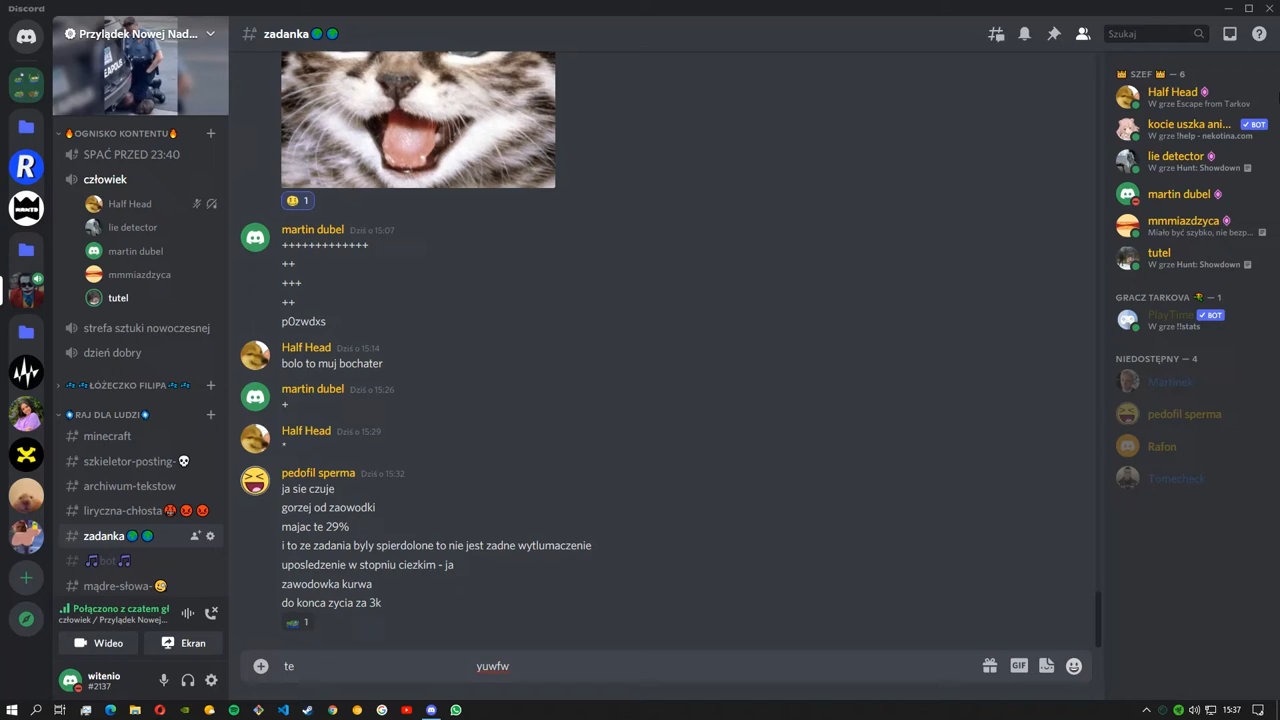 Discord
Przylądek Nowej Nad...
zadanka
Szukaj
NEAPOLIS
OGNISKO KONTENTU
SPAĆ PRZED 23:40
człowiek
Half Head
lie detector
martin dubel
mmmiazdzyca
tutel
strefa sztuki nowoczesnej
dzień dobry
ŁÓŻECZKO FILIPA
RAJ DLA LUDZI
minecraft
szkieletor-posting-
archiwum-tekstow
liryczna-chłosta
zadanka
bot
mądre-słowa-
Połączono z czatem gł
człowiek / Przylądek Nowej
Wideo
Ekran
witenio
#2137
1
martin dubel Dziś o 15:07
+++++++++++++
++
+++
++
p0zwdxs
Half Head Dziś o 15:14
bolo to muj bochater
martin dubel Dziś o 15:26
+
Half Head Dziś o 15:29
*
pedofil sperma Dziś o 15:32
ja sie czuje
gorzej od zaowodki
majac te 29%
i to ze zadania byly spierdolone to nie jest zadne wytlumaczenie
uposledzenie w stopniu ciezkim - ja
zawodowka kurwa
do konca zycia za 3k
1
te yuwfw
GIF
SZEF — 6
Half Head
W grze Escape from Tarkov
kocie uszka ani... BOT
W grze !help - nekotina.com
lie detector
W grze Hunt: Showdown
martin dubel
mmmiazdzyca
Miało być szybko, nie bezp...
tutel
W grze Hunt: Showdown
GRACZ TARKOVA — 1
PlayTime BOT
W grze !!stats
NIEDOSTĘPNY — 4
pedofil sperma
Rafon
Tomecheck
15:37